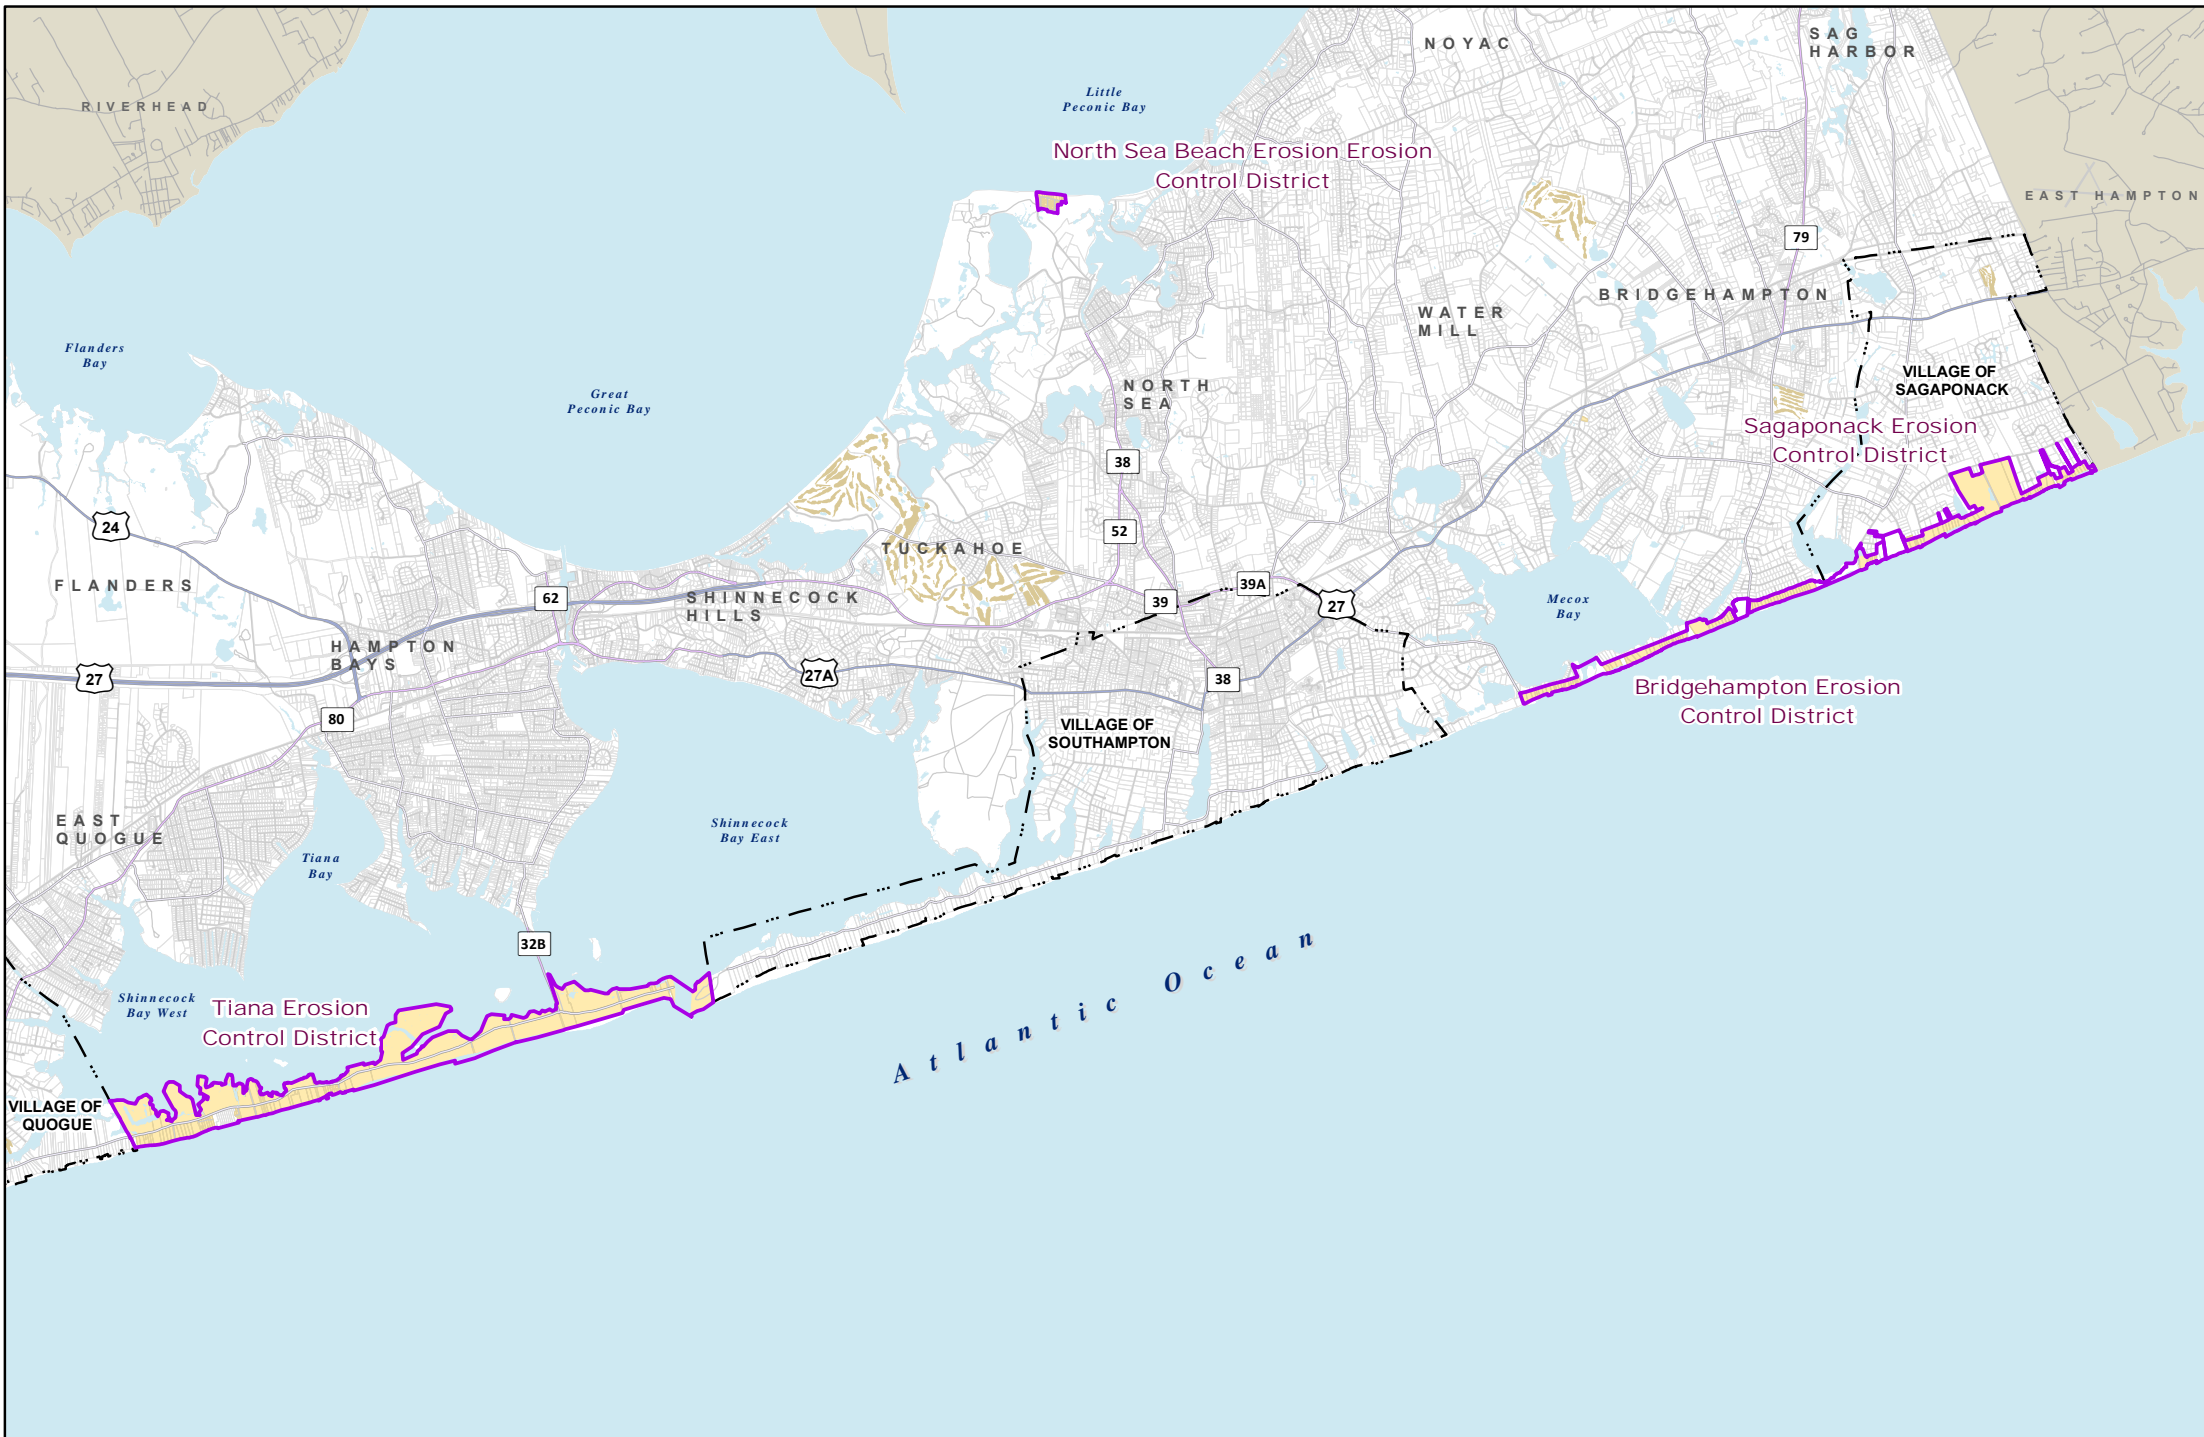 NOYAC
SAG
HARBOR
RIVERHEAD
Little
Peconic Bay
North Sea Beach Erosion Erosion
Control District
EAST HAMPTON
79
BRIDGEHAMPTON
WATER
MILL
Flanders
Bay
Great
Peconic Bay
NORTH
SEA
VILLAGE OF
SAGAPONACK
Sagaponack Erosion
Control District
38
24
52
TUCKAHOE
FLANDERS
62
SHINNECOCK
HILLS
39
39A
27
Mecox
Bay
HAMPTON
BAYS
27
27A
38
Bridgehampton Erosion
Control District
80
VILLAGE OF
SOUTHAMPTON
EAST
QUOGUE
Shinnecock
Bay East
Tiana
Bay
32B
Atlantic Ocean
Shinnecock
Bay West
Tiana Erosion
Control District
VILLAGE OF
QUOGUE